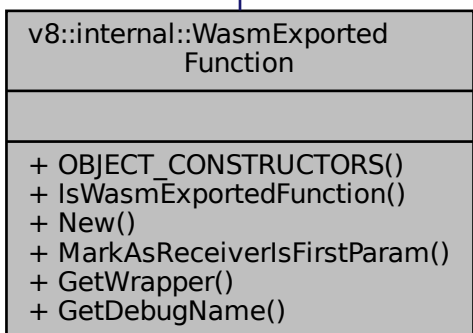 v8::internal::WasmExported
Function
+ OBJECT_CONSTRUCTORS()
+ IsWasmExportedFunction()
+ New()
+ MarkAsReceiverIsFirstParam()
+ GetWrapper()
+ GetDebugName()